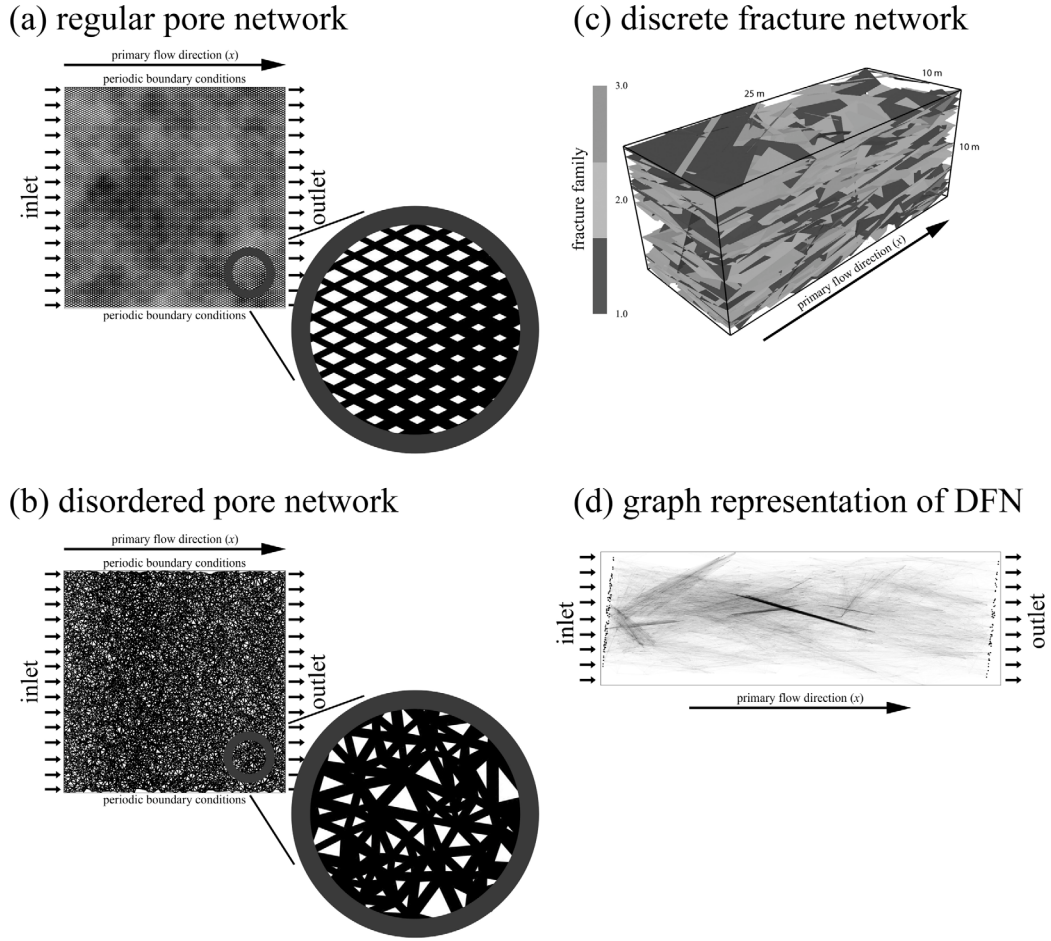 (a) regular pore network
primary flow direction (x)
periodic boundary conditions
inlet
outlet
periodic boundary conditions
(b) disordered pore network
primary flow direction (x)
periodic boundary conditions
inlet
outlet
periodic boundary conditions
(c) discrete fracture network
fracture family
3.0
2.0
1.0
25 m
10 m
10 m
primary flow direction (x)
(d) graph representation of DFN
inlet
outlet
primary flow direction (x)